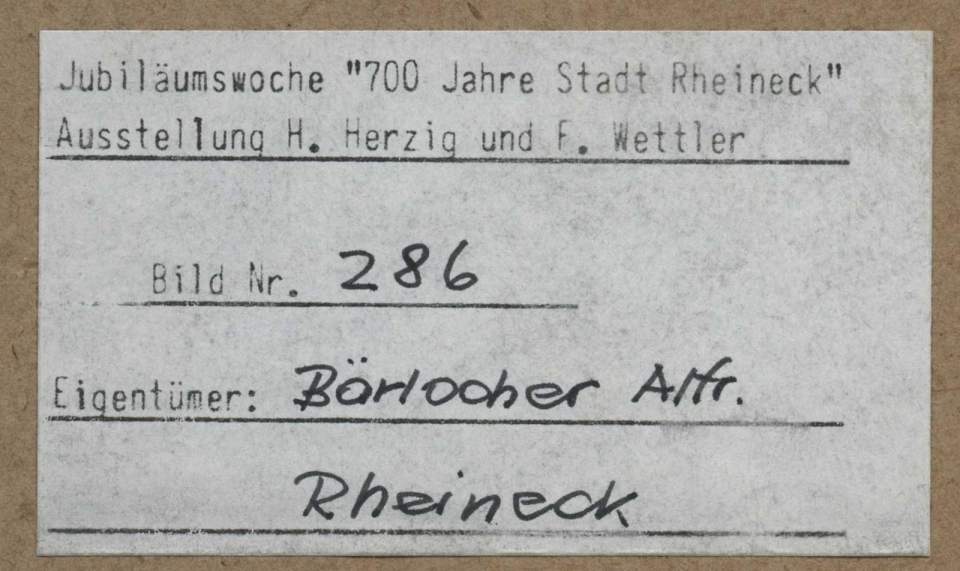 Jubiläumswoche "700 Jahre Stadt Rheineck"
Ausstellung H. Herzig und F. Wettler
Bild Nr. 286
Eigentümer: Bärlocher Alfr.
Rheineck